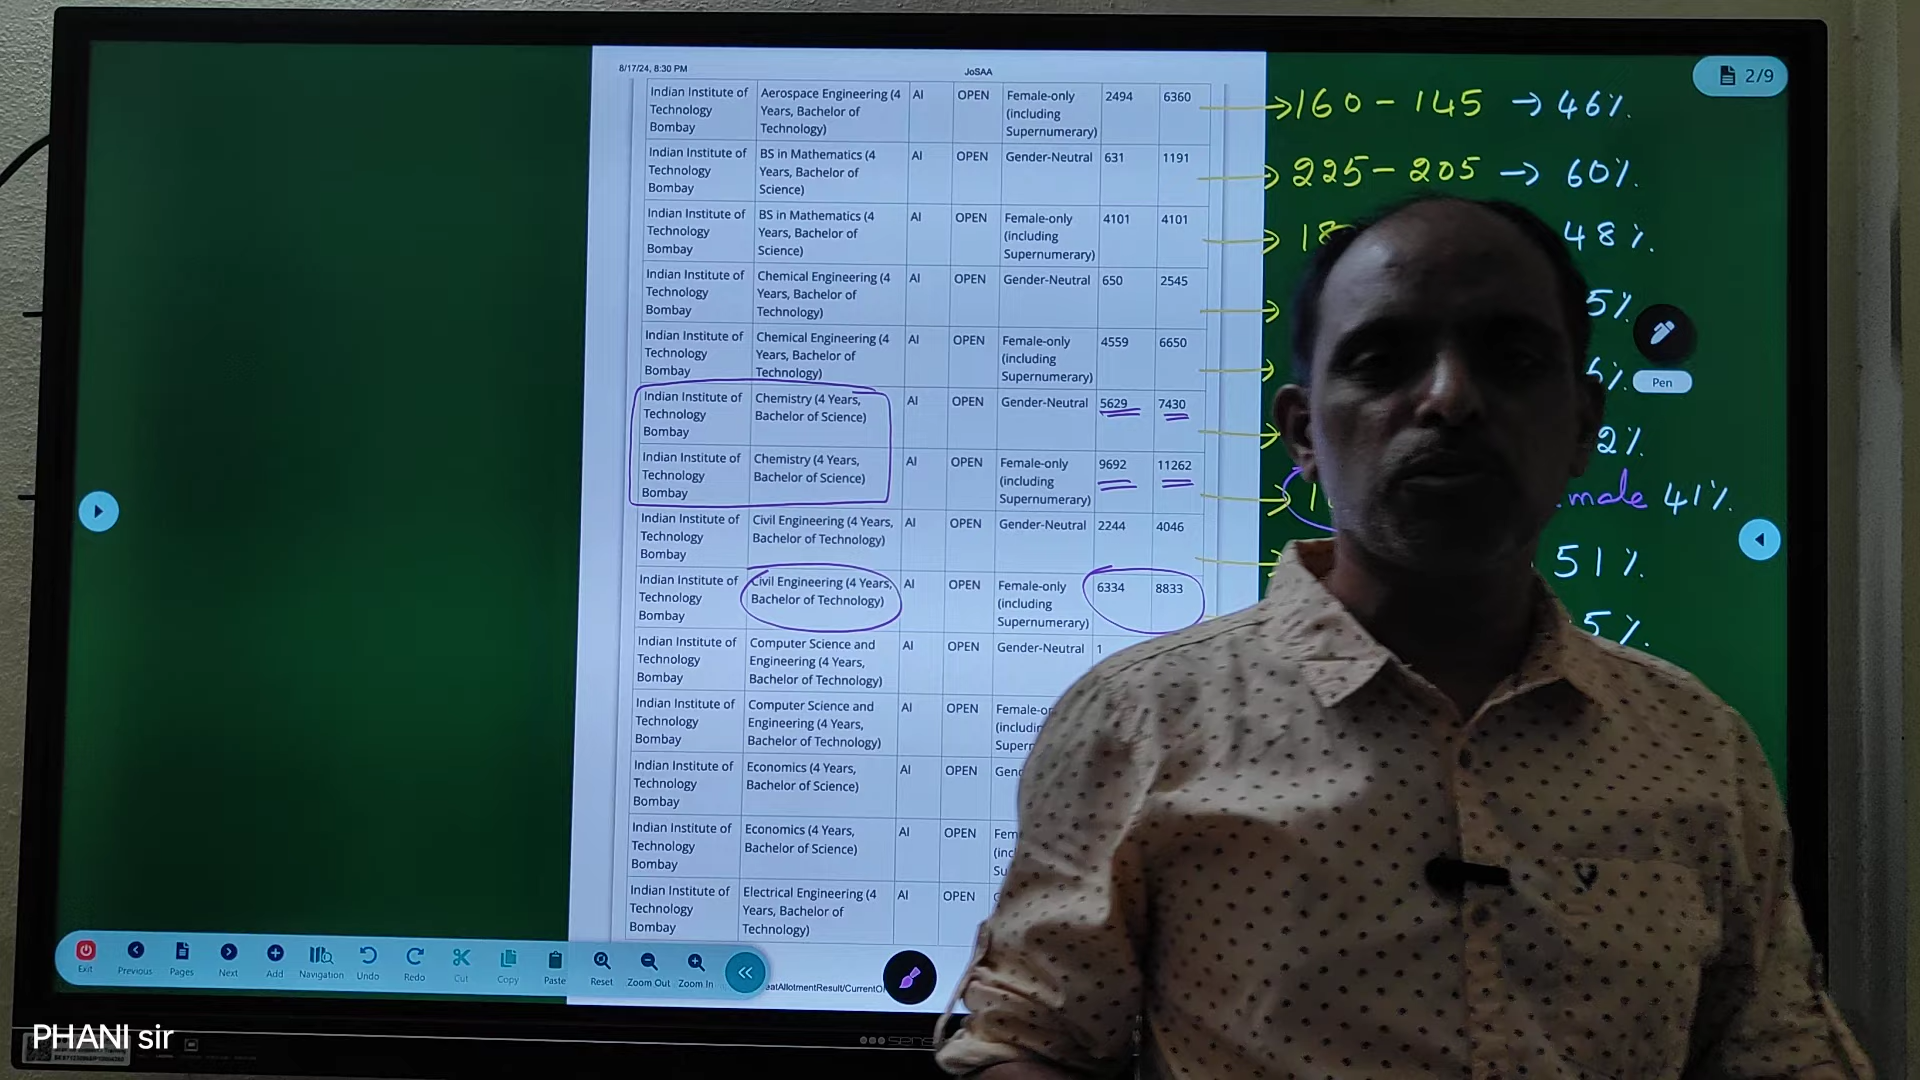 8/17/24, 8:30 PM
JoSAA
2/9
Indian Institute of Technology Bombay Aerospace Engineering (4 Years, Bachelor of Technology) AI OPEN Female-only (including Supernumerary) 2494 6360
160 - 145 → 46%.
Indian Institute of Technology Bombay BS in Mathematics (4 Years, Bachelor of Science) AI OPEN Gender-Neutral 631 1191
225 - 205 → 60%.
Indian Institute of Technology Bombay BS in Mathematics (4 Years, Bachelor of Science) AI OPEN Female-only (including Supernumerary) 4101 4101
48%.
Indian Institute of Technology Bombay Chemical Engineering (4 Years, Bachelor of Technology) AI OPEN Gender-Neutral 650 2545
5%.
Indian Institute of Technology Bombay Chemical Engineering (4 Years, Bachelor of Technology) AI OPEN Female-only (including Supernumerary) 4559 6650
Pen
Indian Institute of Technology Bombay Chemistry (4 Years, Bachelor of Science) AI OPEN Gender-Neutral 5629 7430
2%.
Indian Institute of Technology Bombay Chemistry (4 Years, Bachelor of Science) AI OPEN Female-only (including Supernumerary) 9692 11262
male 41%.
Indian Institute of Technology Bombay Civil Engineering (4 Years, Bachelor of Technology) AI OPEN Gender-Neutral 2244 4046
51%.
Indian Institute of Technology Bombay Civil Engineering (4 Years, Bachelor of Technology) AI OPEN Female-only (including Supernumerary) 6334 8833
5%.
Indian Institute of Technology Bombay Computer Science and Engineering (4 Years, Bachelor of Technology) AI OPEN Gender-Neutral 1
Indian Institute of Technology Bombay Computer Science and Engineering (4 Years, Bachelor of Technology) AI OPEN
Indian Institute of Technology Bombay Economics (4 Years, Bachelor of Science) AI OPEN
Indian Institute of Technology Bombay Economics (4 Years, Bachelor of Science) AI OPEN
Indian Institute of Technology Bombay Electrical Engineering (4 Years, Bachelor of Technology) AI OPEN
Exit Previous Pages Next Add Navigation Undo Redo Cut Copy Paste Reset Zoom Out Zoom In
eatAllotmentResult/CurrentO
PHANI sir